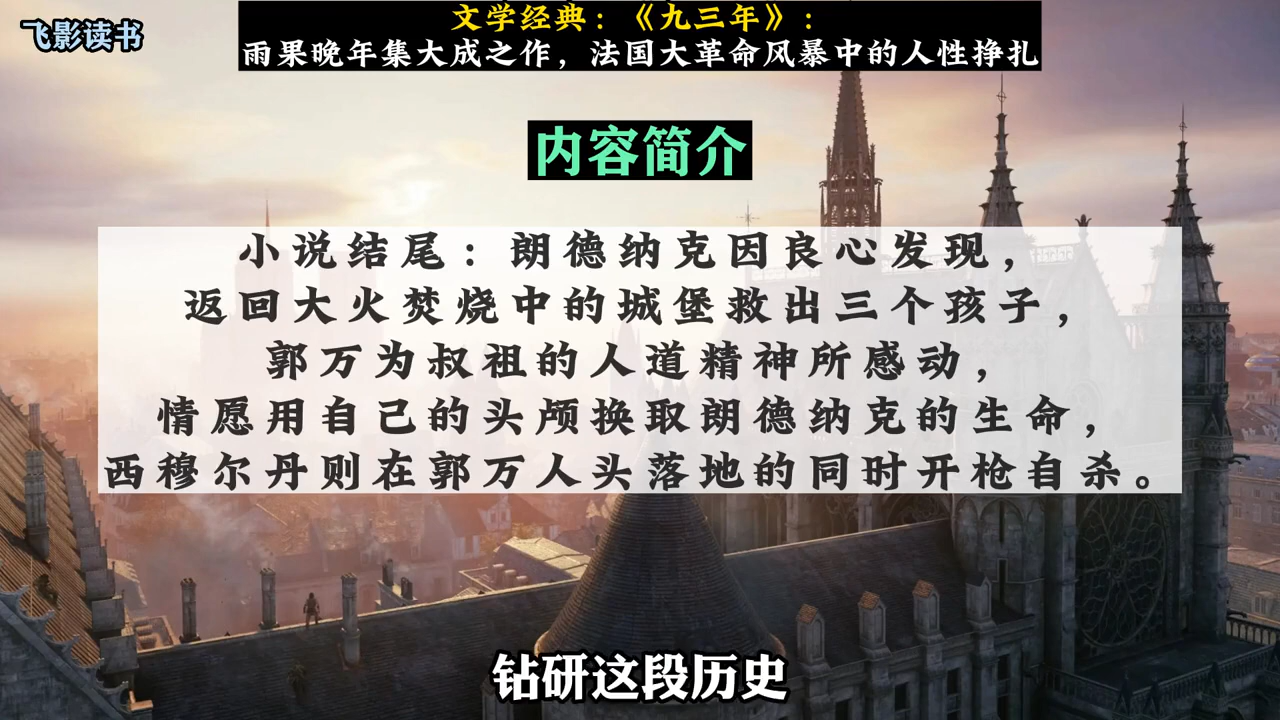 飞影读书
文学经典：《九三年》：
雨果晚年集大成之作，法国大革命风暴中的人性挣扎
内容简介
小说结尾：朗德纳克因良心发现，
返回大火焚烧中的城堡救出三个孩子，
郭万为叔祖的人道精神所感动，
情愿用自己的头颅换取朗德纳克的生命，
西穆尔丹则在郭万人头落地的同时开枪自杀。
钻研这段历史